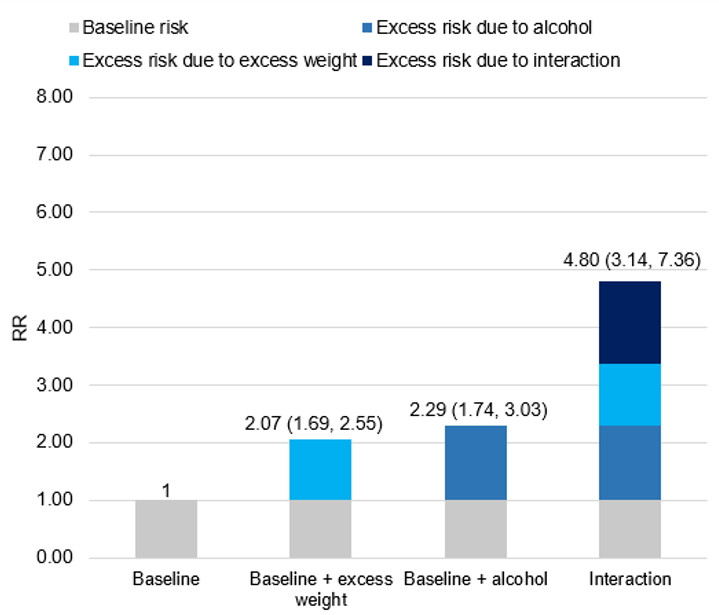 Baseline risk
Excess risk due to alcohol
Excess risk due to excess weight
Excess risk due to interaction
8.00
7.00
6.00
5.00
4.00
3.00
2.00
1.00
0.00
RR
1
2.07 (1.69, 2.55)
2.29 (1.74, 3.03)
4.80 (3.14, 7.36)
Baseline
Baseline + excess
weight
Baseline + alcohol
Interaction